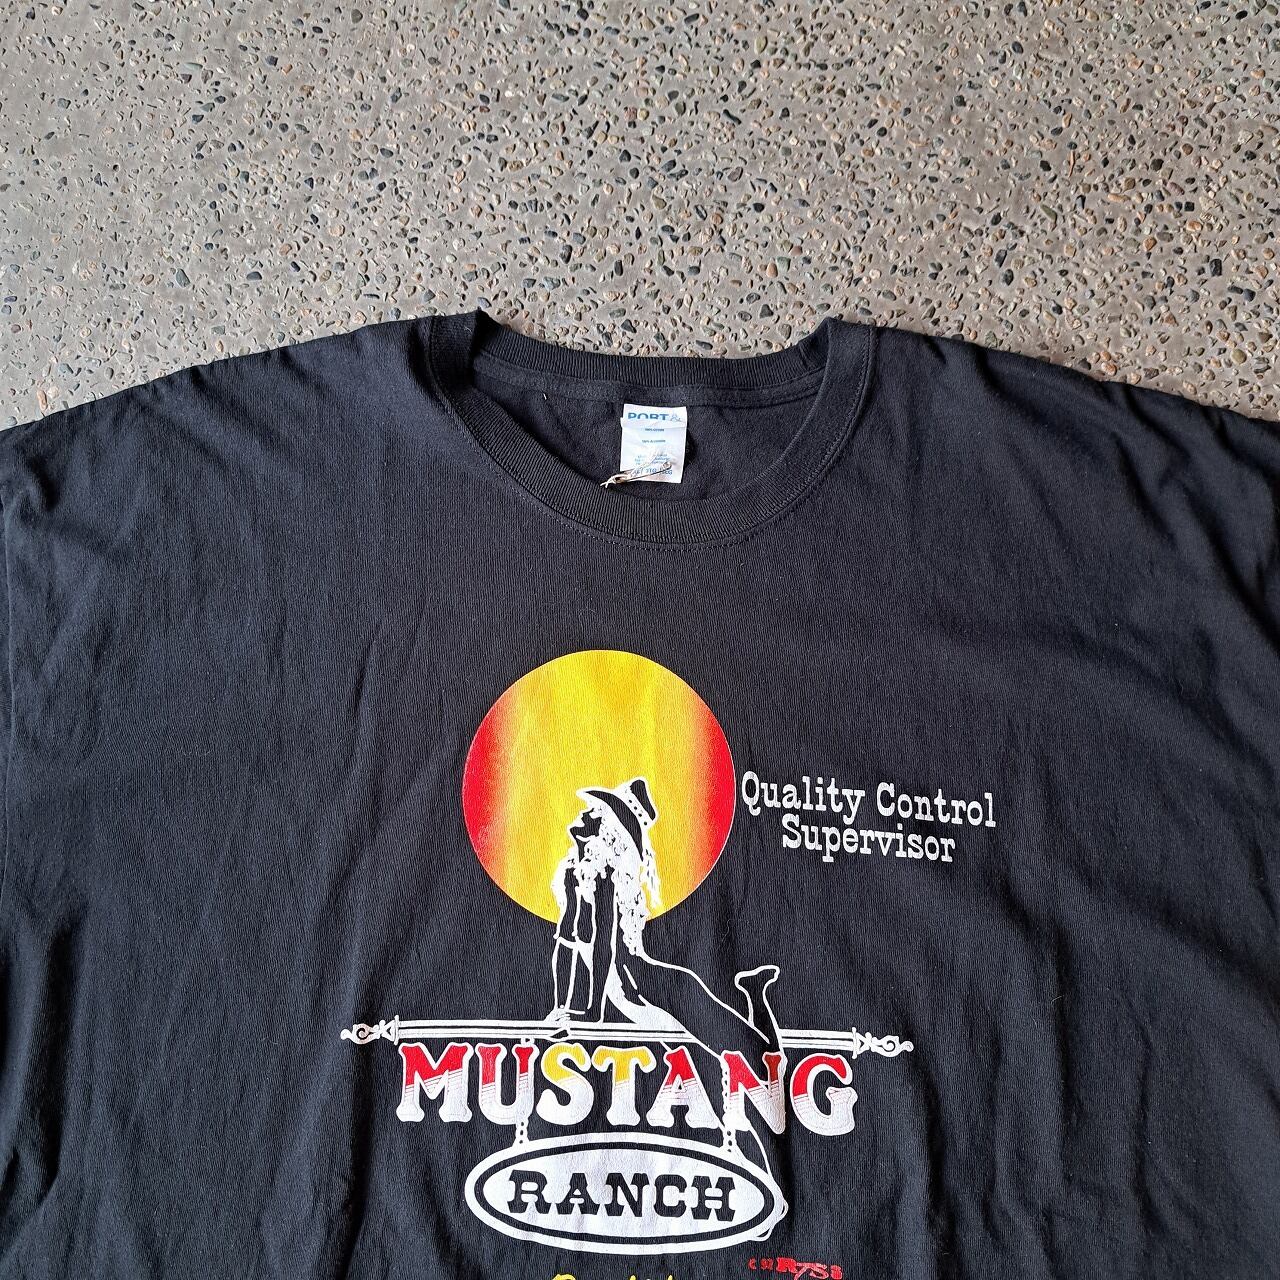 PORT &
Quality Control
Supervisor
MUSTANG
RANCH